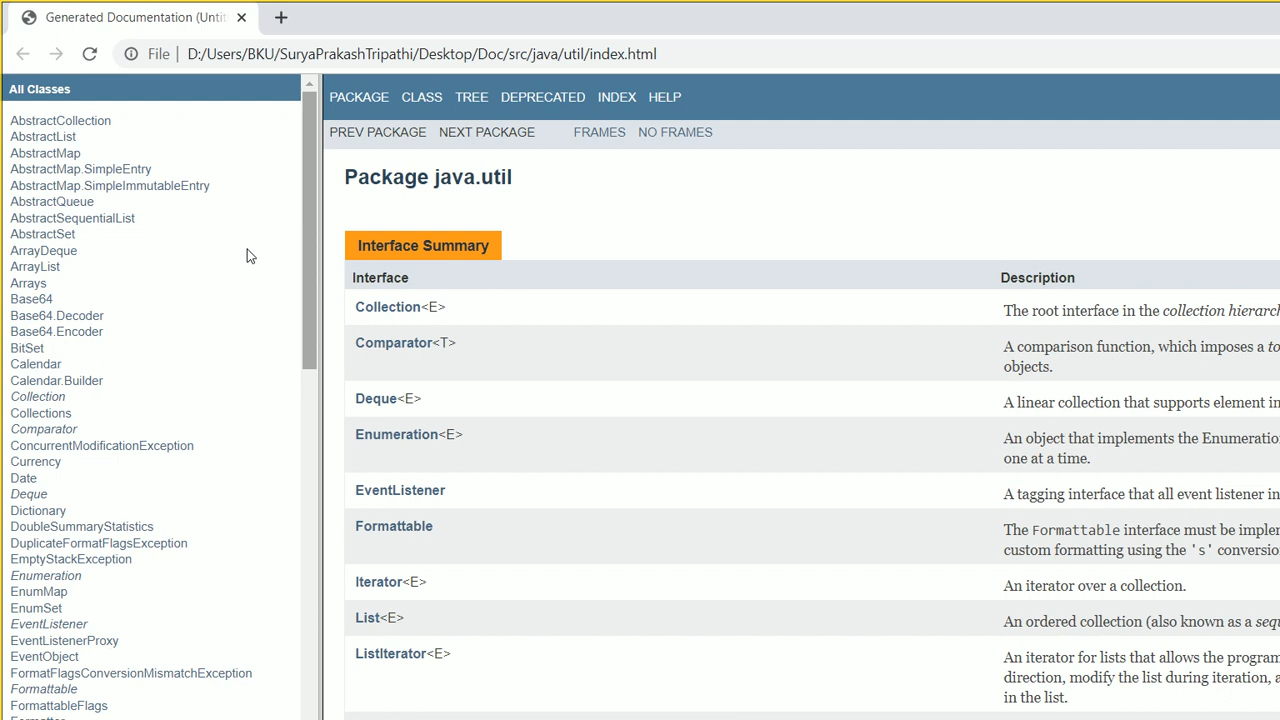 Generated Documentation (Unti
File
D:/Users/BKU/SuryaPrakashTripathi/Desktop/Doc/src/java/util/index.html
All Classes
AbstractCollection
AbstractList
AbstractMap
AbstractMap.SimpleEntry
AbstractMap.SimpleImmutableEntry
AbstractQueue
AbstractSequentialList
AbstractSet
ArrayDeque
ArrayList
Arrays
Base64
Base64.Decoder
Base64.Encoder
BitSet
Calendar
Calendar.Builder
Collection
Collections
Comparator
ConcurrentModificationException
Currency
Date
Deque
Dictionary
DoubleSummaryStatistics
DuplicateFormatFlagsException
EmptyStackException
Enumeration
EnumMap
EnumSet
EventListener
EventListenerProxy
EventObject
FormatFlagsConversionMismatchException
Formattable
FormattableFlags
PACKAGE CLASS TREE DEPRECATED INDEX HELP
PREV PACKAGE NEXT PACKAGE FRAMES NO FRAMES
Package java.util
Interface Summary
Interface Description
Collection<E> The root interface in the collection hierarch
Comparator<T> A comparison function, which imposes a to
objects.
Deque<E> A linear collection that supports element in
Enumeration<E> An object that implements the Enumeratio
one at a time.
EventListener A tagging interface that all event listener in
Formattable The Formattable interface must be implem
custom formatting using the 's' conversio
Iterator<E> An iterator over a collection.
List<E> An ordered collection (also known as a sequ
ListIterator<E> An iterator for lists that allows the program
direction, modify the list during iteration, a
in the list.